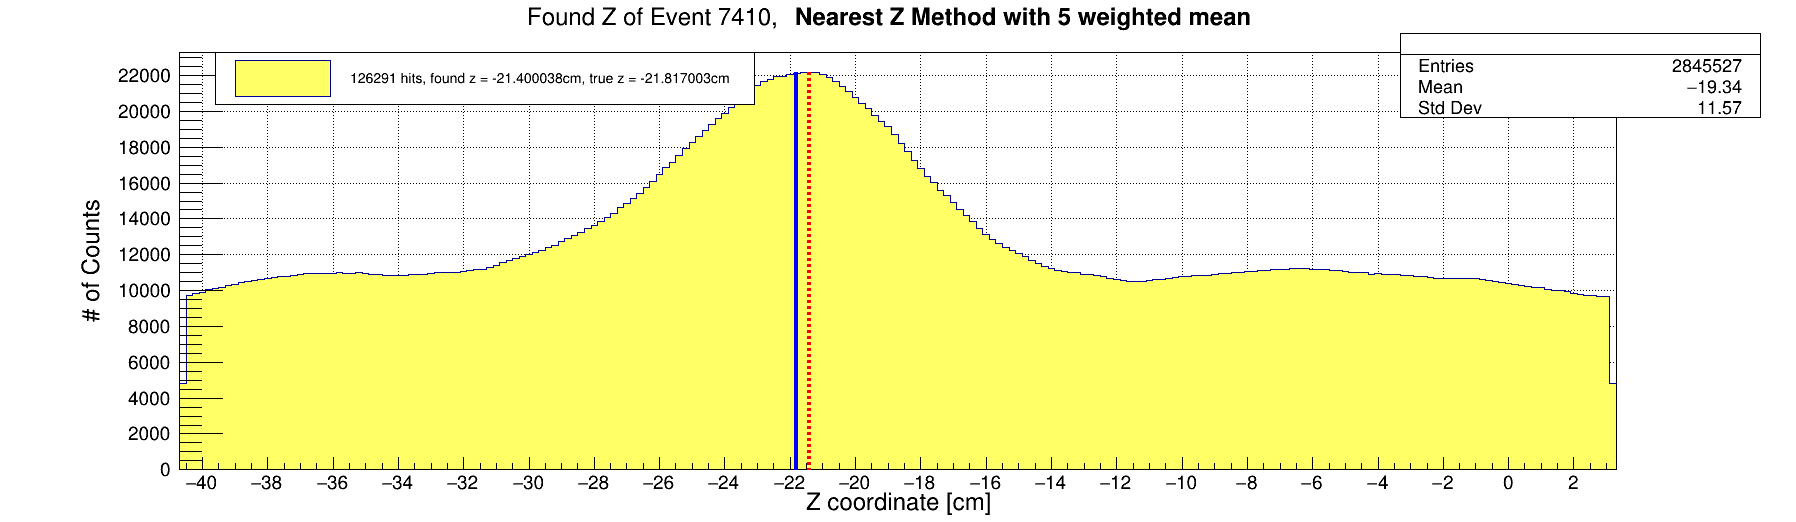 Found Z of Event 7410, Nearest Z Method with 5 weighted mean
126291 hits, found z = -21.400038cm, true z = -21.817003cm
Entries 2845527
Mean −19.34
Std Dev 11.57
# of Counts
22000
20000
18000
16000
14000
12000
10000
8000
6000
4000
2000
0
−40 −38 −36 −34 −32 −30 −28 −26 −24 −22 −20 −18 −16 −14 −12 −10 −8 −6 −4 −2 0 2
Z coordinate [cm]